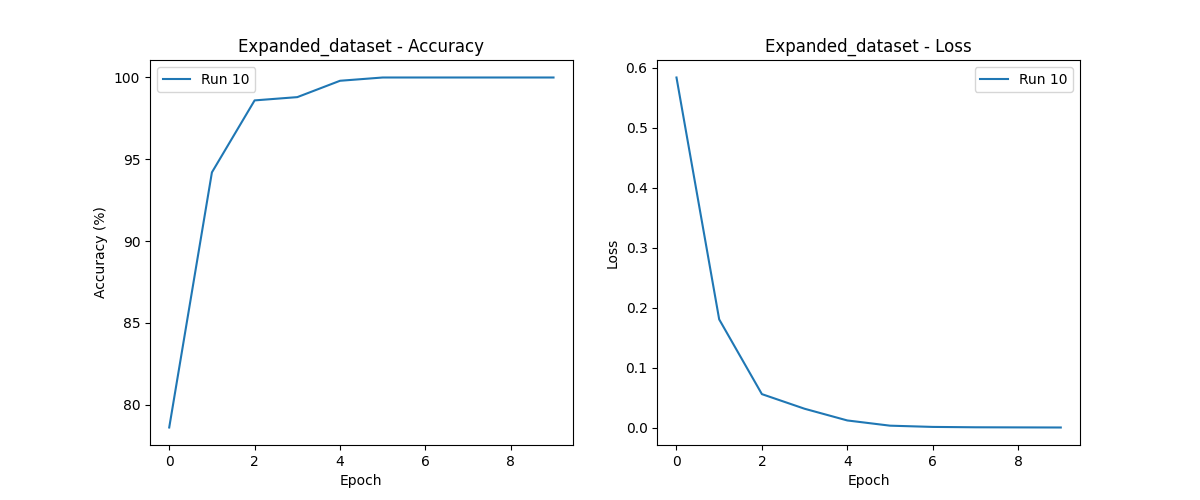 Expanded_dataset - Accuracy
Run 10
100
95
90
85
80
Accuracy (%)
0 2 4 6 8
Epoch
Expanded_dataset - Loss
Run 10
0.6
0.5
0.4
0.3
0.2
0.1
0.0
Loss
0 2 4 6 8
Epoch